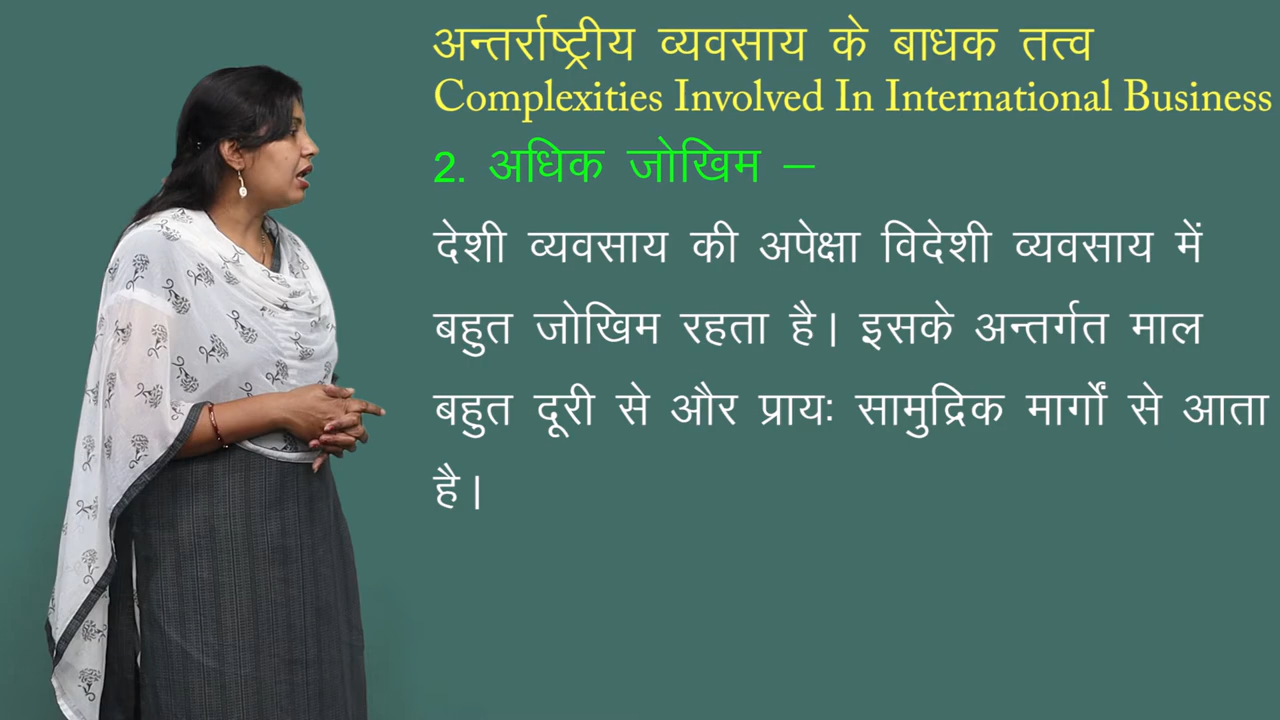 अन्तर्राष्ट्रीय व्यवसाय के बाधक तत्व
Complexities Involved In International Business
2. अधिक जोखिम –
देशी व्यवसाय की अपेक्षा विदेशी व्यवसाय में
बहुत जोखिम रहता है। इसके अन्तर्गत माल
बहुत दूरी से और प्रायः सामुद्रिक मार्गों से आता
है।